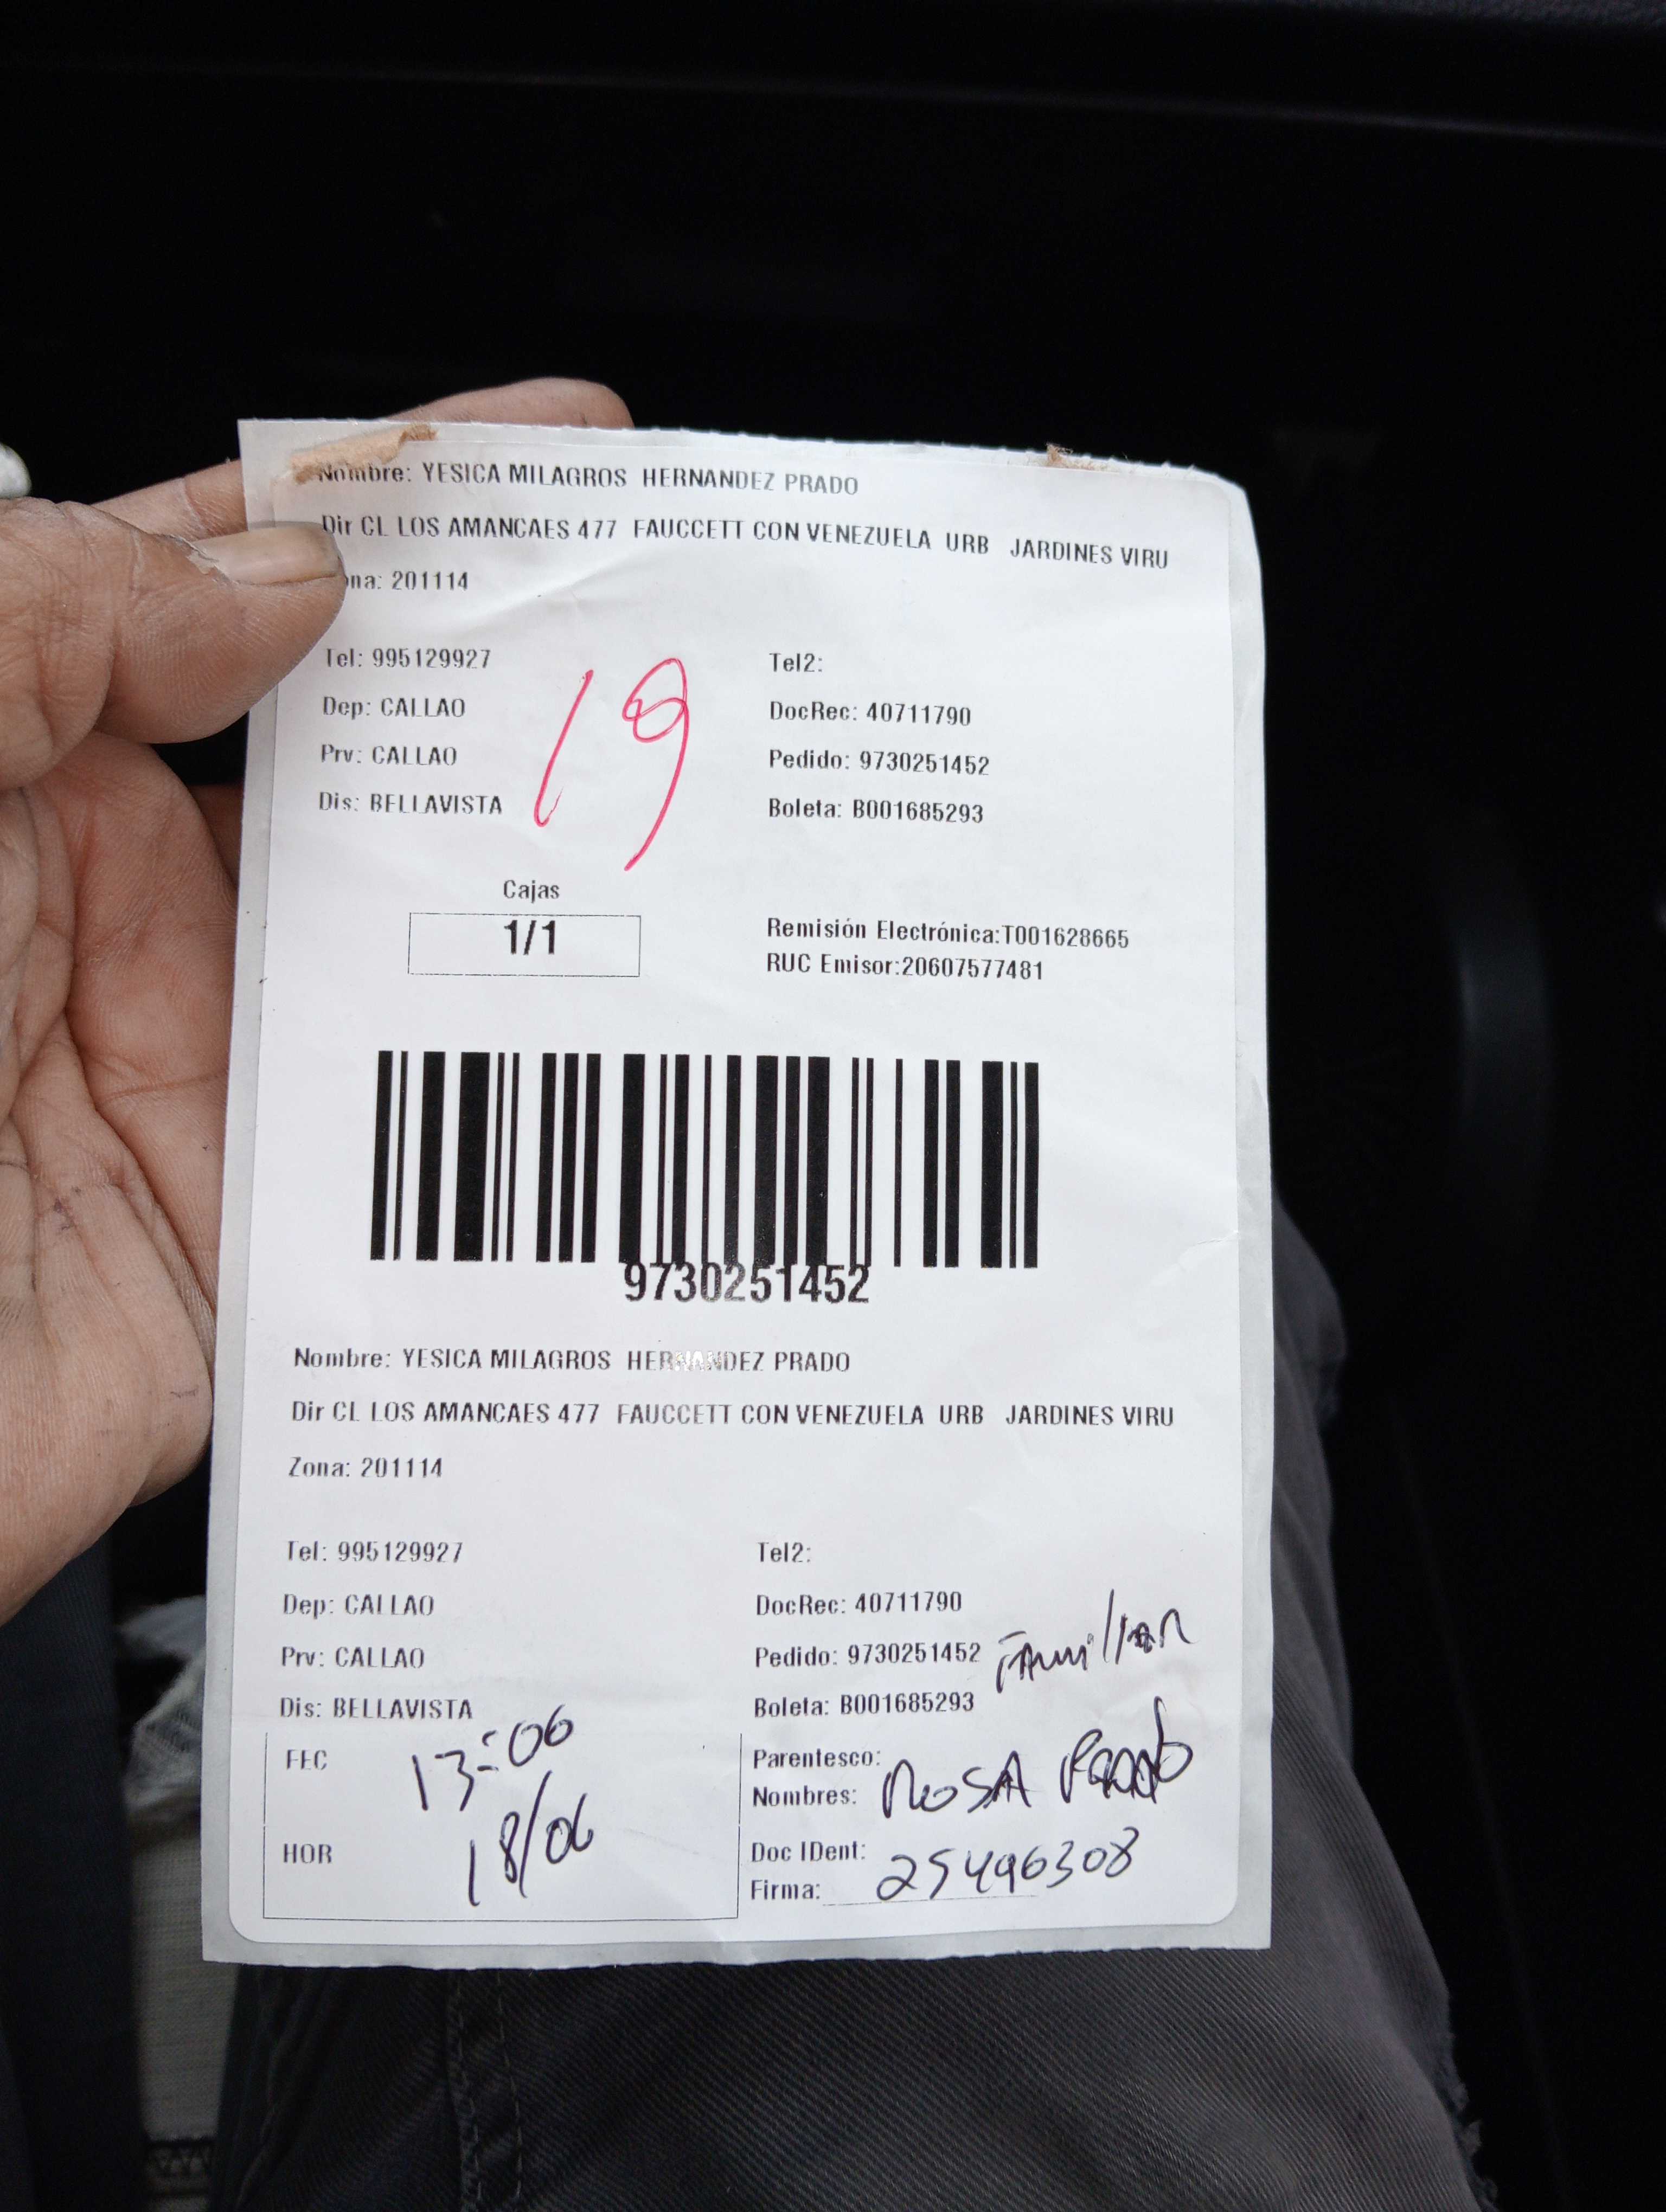 Nombre: YESICA MILAGROS HERNANDEZ PRADO
Dir CL LOS AMANCAES 477 FAUCCETT CON VENEZUELA URB JARDINES VIRU
ona: 201114
Tel: 995129927
Tel2:
Dep: CALLAO
DocRec: 40711790
Prv: CALLAO
Pedido: 9730251452
Dis: BELLAVISTA
Boleta: B001685293
19
Cajas
1/1
Remisión Electrónica:T001628665
RUC Emisor:20607577481
9730251452
Nombre: YESICA MILAGROS HERNANDEZ PRADO
Dir CL LOS AMANCAES 477 FAUCCETT CON VENEZUELA URB JARDINES VIRU
Zona: 201114
Tel: 995129927
Tel2:
Dep: CALLAO
DocRec: 40711790
Prv: CALLAO
Pedido: 9730251452 Familiar
Dis: BELLAVISTA
Boleta: B001685293
FEC 13:06
HOR 18/06
Parentesco:
Nombres: ROSA Prado
Doc IDent: 25496308
Firma: